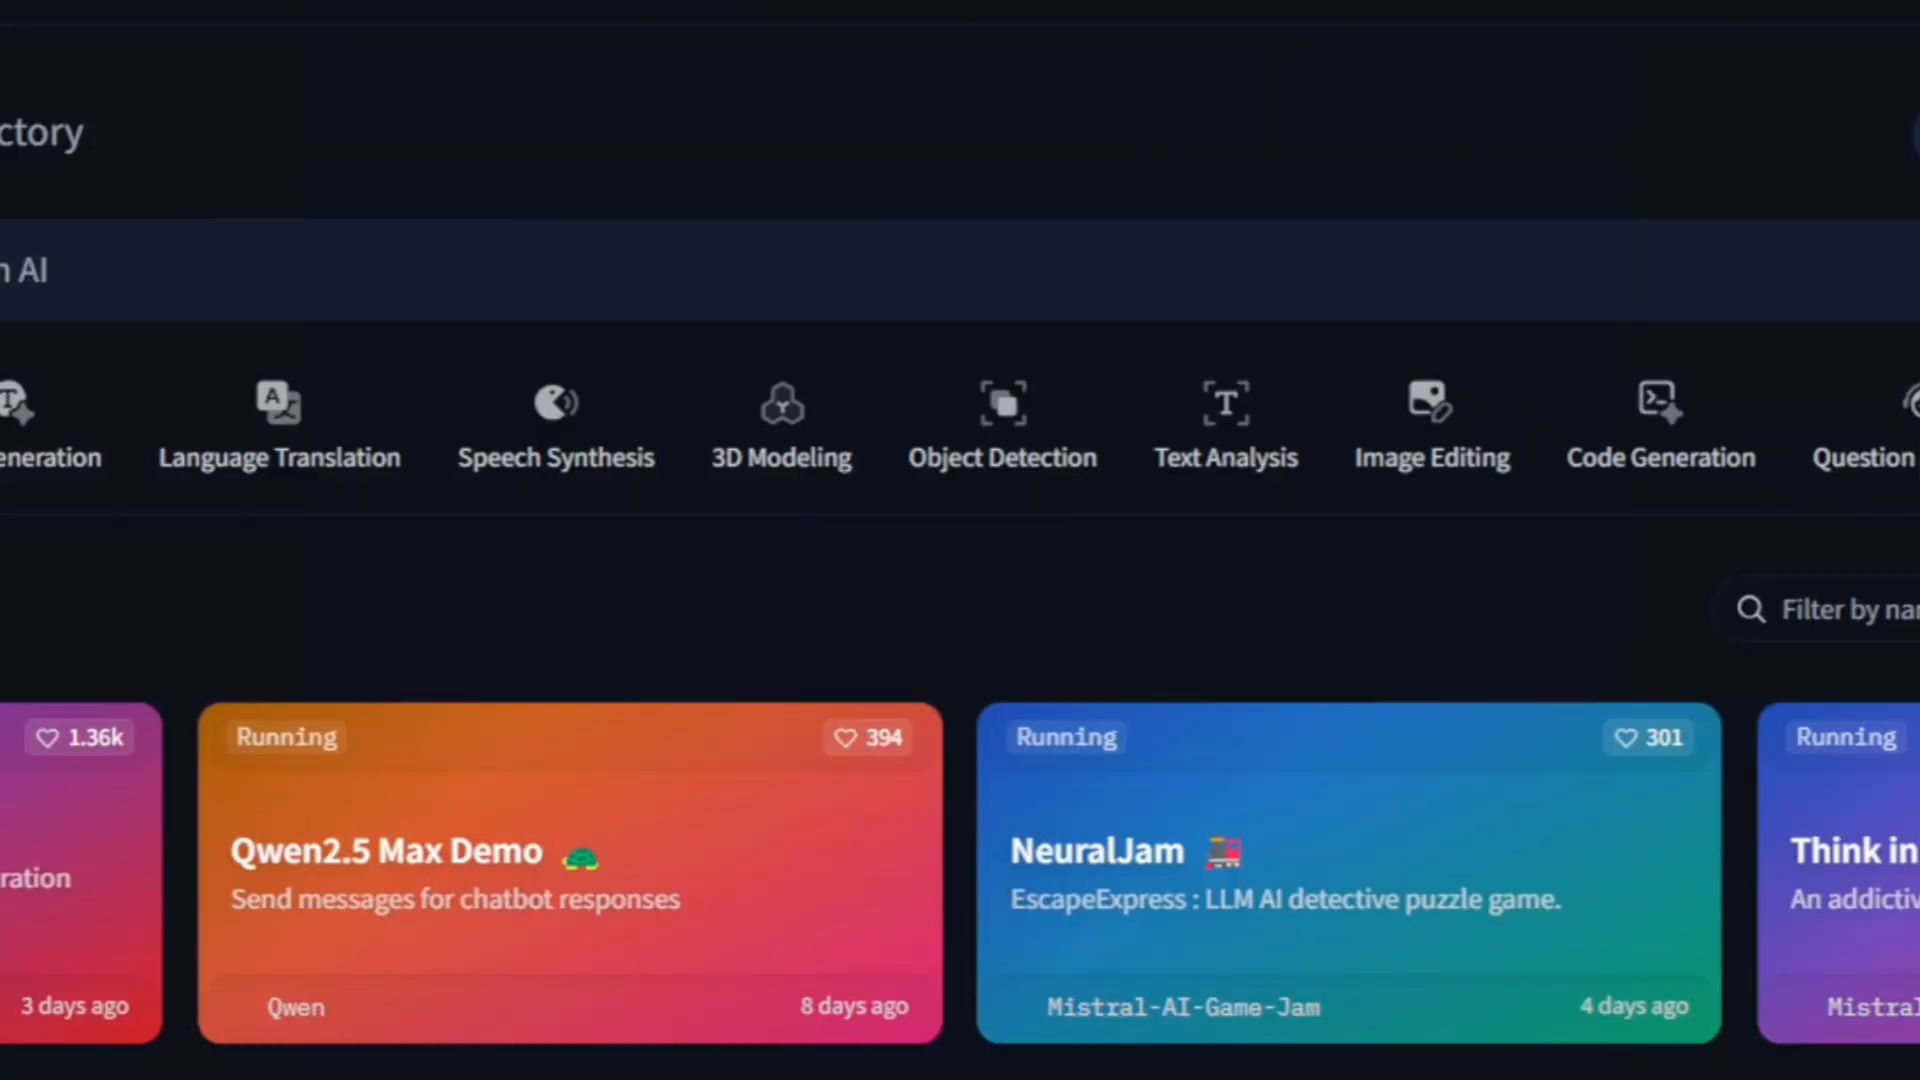 ctory
n AI
eneration
Language Translation
Speech Synthesis
3D Modeling
Object Detection
Text Analysis
Image Editing
Code Generation
Question
Filter by nam
1.36k
ration
3 days ago
Running
394
Qwen2.5 Max Demo
Send messages for chatbot responses
Qwen
8 days ago
Running
301
NeuralJam
EscapeExpress : LLM AI detective puzzle game.
Mistral-AI-Game-Jam
4 days ago
Running
Think in
An addictiv
Mistral